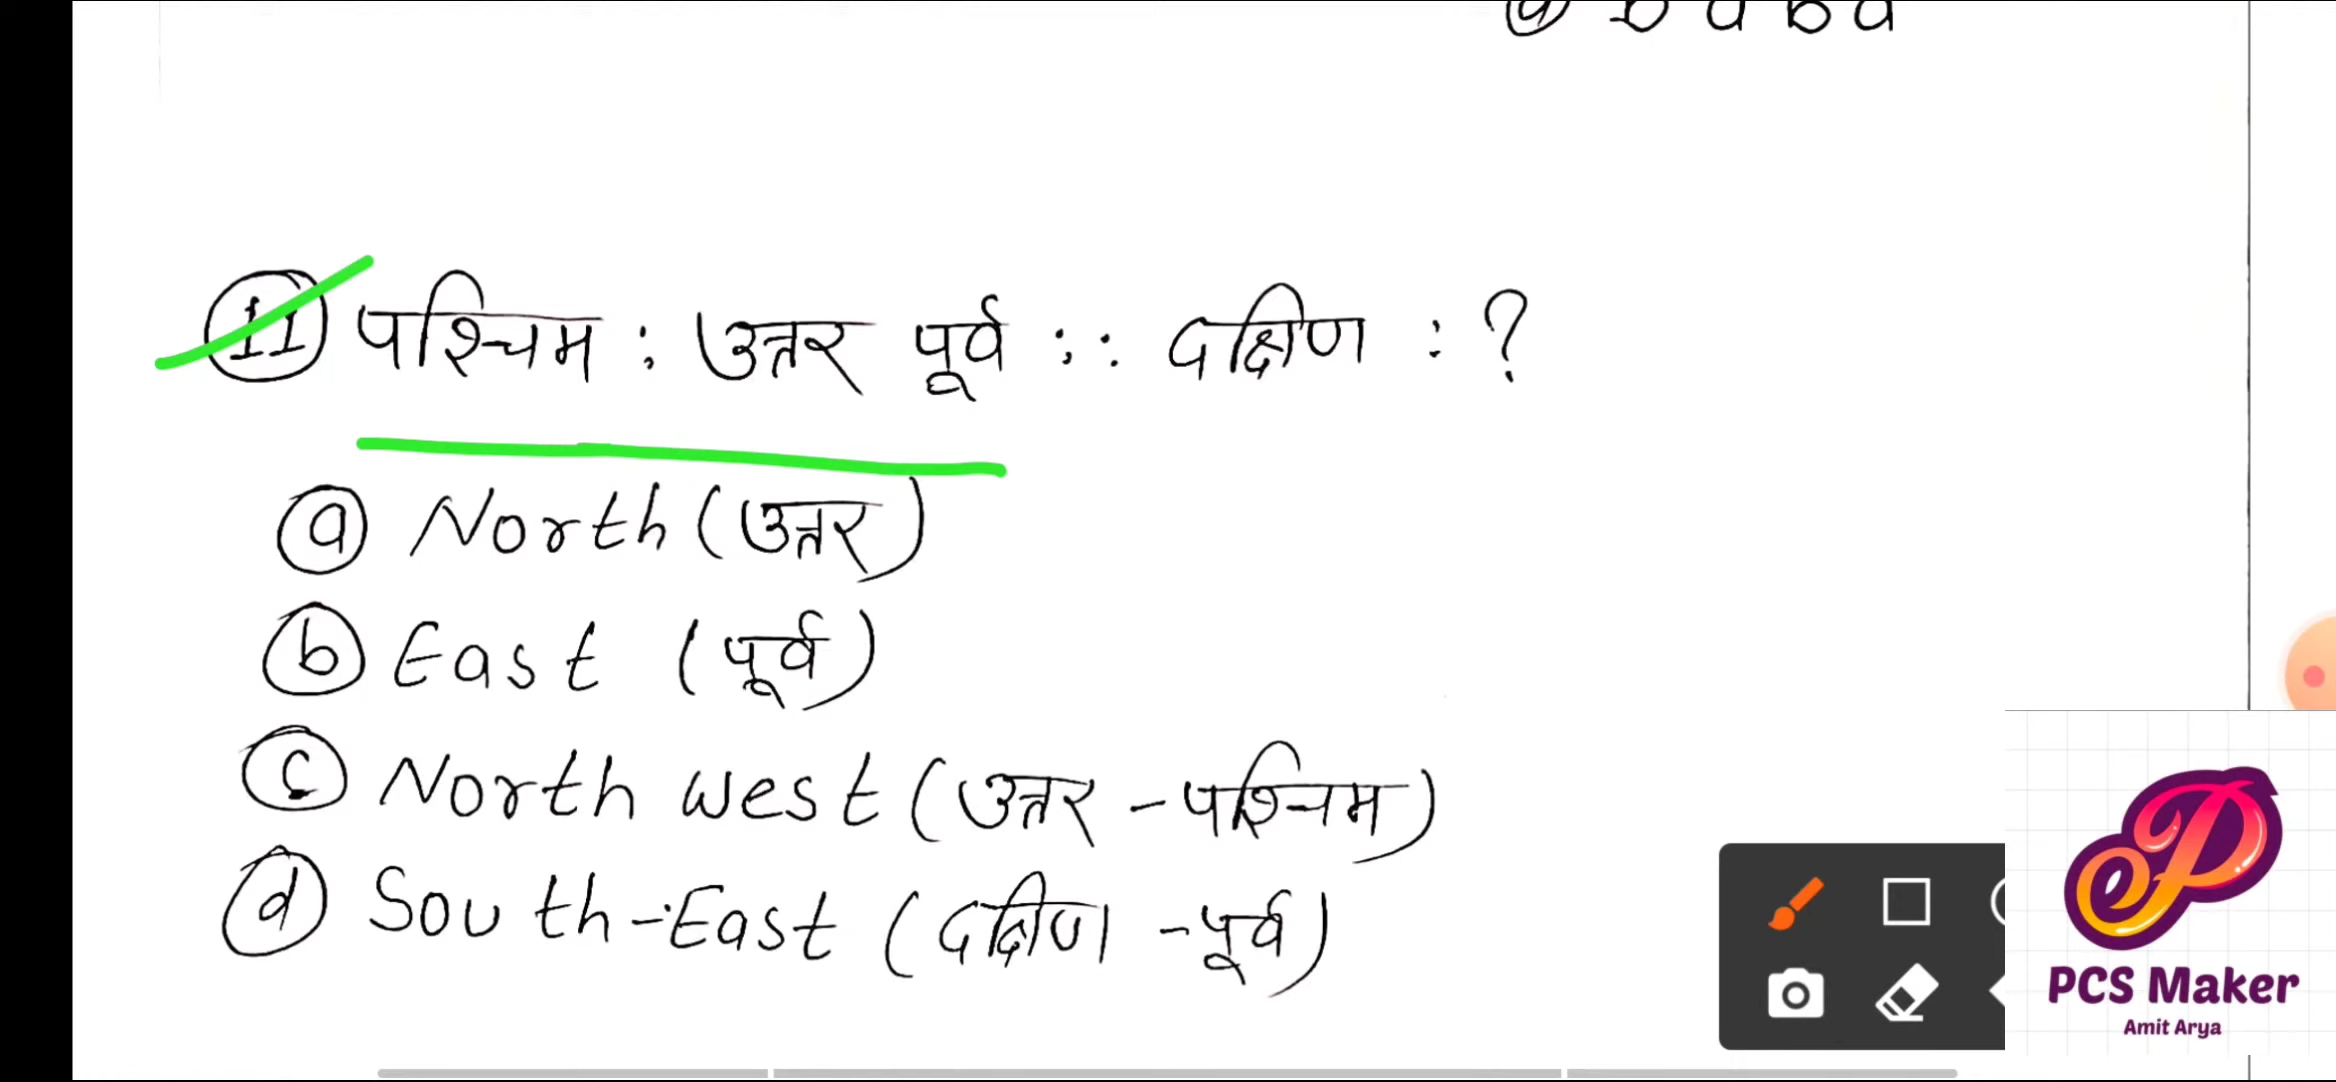 (11) पश्चिम : उत्तर पूर्व :: दक्षिण : ?
(a) North (उत्तर)
(b) East (पूर्व)
(c) North west (उत्तर - पश्चिम)
(d) South-East (दक्षिण - पूर्व)
PCS Maker
Amit Arya